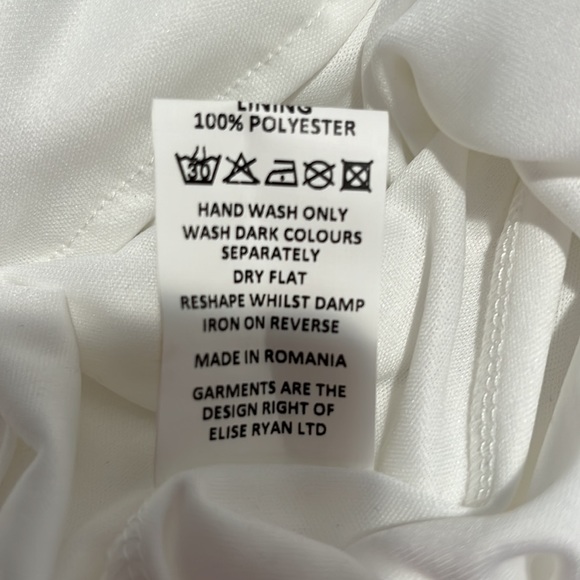 LINING
100% POLYESTER
30
HAND WASH ONLY
WASH DARK COLOURS
SEPARATELY
DRY FLAT
RESHAPE WHILST DAMP
IRON ON REVERSE
MADE IN ROMANIA
GARMENTS ARE THE
DESIGN RIGHT OF
ELISE RYAN LTD